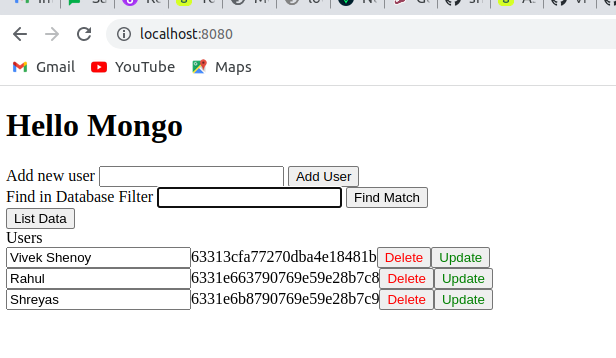 localhost:8080
Gmail YouTube Maps
Hello Mongo
Add new user Add User
Find in Database Filter Find Match
List Data
Users
Vivek Shenoy 63313cfa77270dba4e18481b Delete Update
Rahul 6331e663790769e59e28b7c8 Delete Update
Shreyas 6331e6b8790769e59e28b7c9 Delete Update